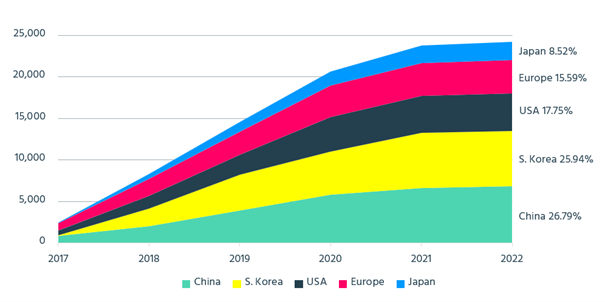 25,000
20,000
15,000
10,000
5,000
0
Japan 8.52%
Europe 15.59%
USA 17.75%
S. Korea 25.94%
China 26.79%
2017 2018 2019 2020 2021 2022
China S. Korea USA Europe Japan